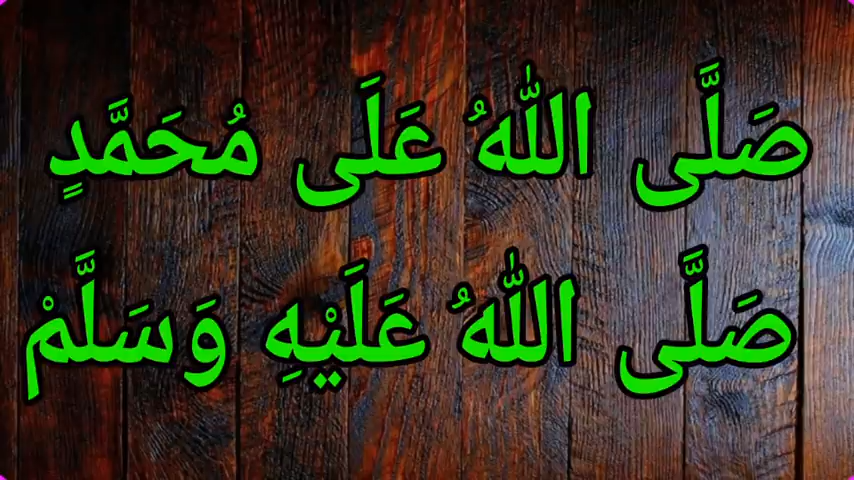 صَلَّى اللّٰهُ عَلَى مُحَمَّدٍ
صَلَّى اللّٰهُ عَلَيْهِ وَسَلَّمْ